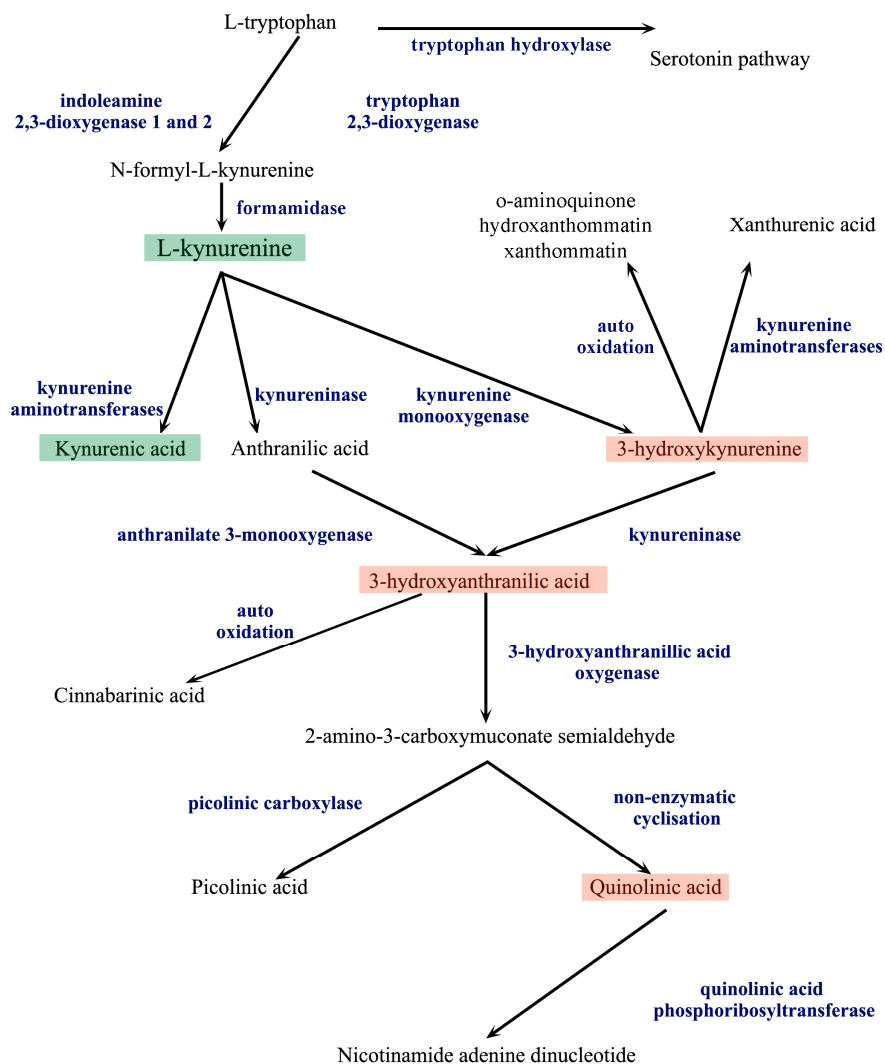 L-tryptophan
tryptophan hydroxylase
Serotonin pathway
indoleamine
2,3-dioxygenase 1 and 2
tryptophan
2,3-dioxygenase
N-formyl-L-kynurenine
formamidase
L-kynurenine
o-aminoquinone
hydroxanthommatin
xanthommatin
Xanthurenic acid
auto
oxidation
kynurenine
aminotransferases
kynurenine
aminotransferases
kynureninase
kynurenine
monooxygenase
Kynurenic acid
Anthranilic acid
3-hydroxykynurenine
anthranilate 3-monooxygenase
kynureninase
3-hydroxyanthranilic acid
auto
oxidation
3-hydroxyanthranillic acid
oxygenase
Cinnabarinic acid
2-amino-3-carboxymuconate semialdehyde
picolinic carboxylase
non-enzymatic
cyclisation
Picolinic acid
Quinolinic acid
quinolinic acid
phosphoribosyltransferase
Nicotinamide adenine dinucleotide